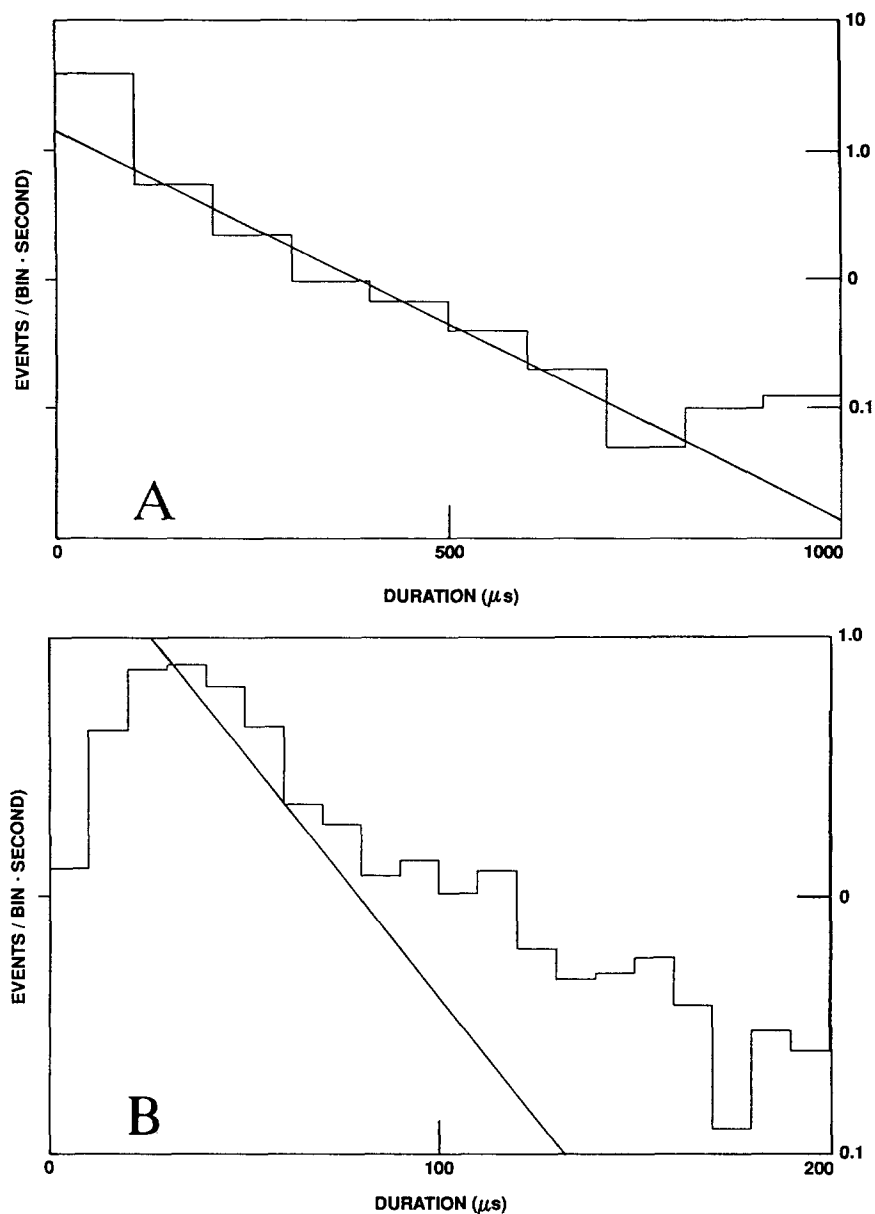 10
1.0
0
0.1
EVENTS / (BIN · SECOND)
A
0
500
1000
DURATION (μs)
1.0
0
0.1
EVENTS / BIN · SECOND)
B
0
100
200
DURATION (μs)